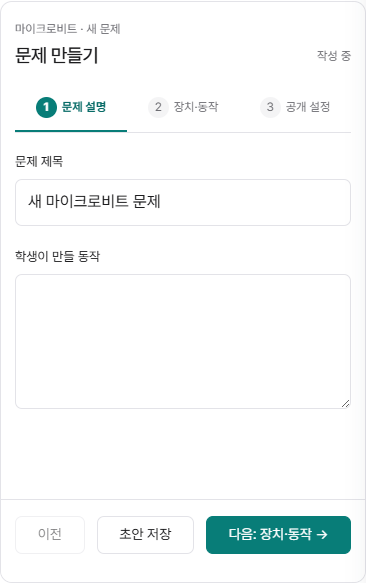 마이크로비트 · 새 문제
문제 만들기
작성 중
1 문제 설명
2 장치·동작
3 공개 설정
문제 제목
새 마이크로비트 문제
학생이 만들 동작
이전
초안 저장
다음: 장치·동작 →